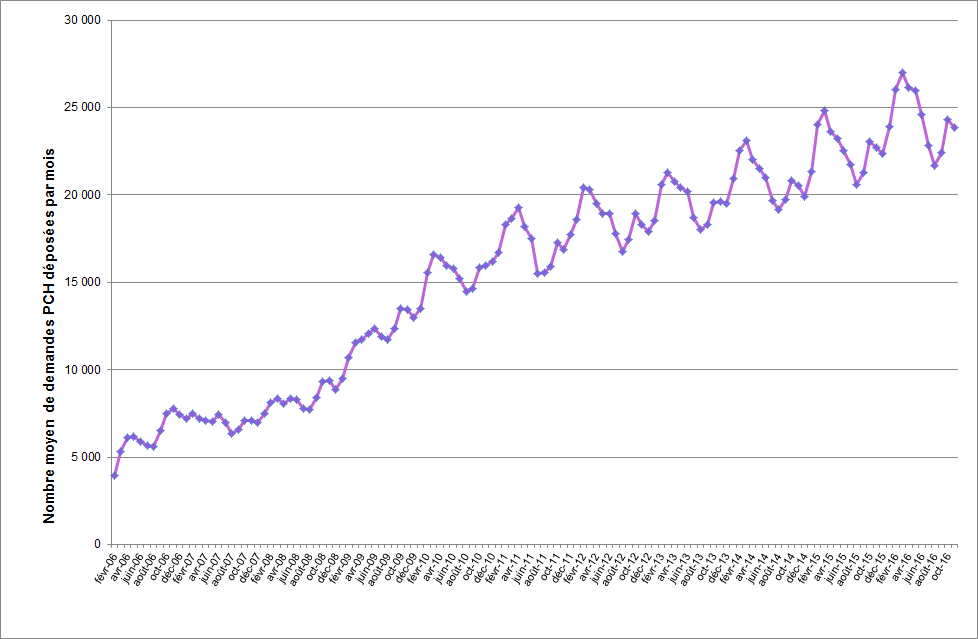 Nombre moyen de demandes PCH déposées par mois
30 000
25 000
20 000
15 000
10 000
5 000
0
févr-06
avr-06
juin-06
août-06
oct-06
déc-06
févr-07
avr-07
juin-07
août-07
oct-07
déc-07
févr-08
avr-08
juin-08
août-08
oct-08
déc-08
févr-09
avr-09
juin-09
août-09
oct-09
déc-09
févr-10
avr-10
juin-10
août-10
oct-10
déc-10
févr-11
avr-11
juin-11
août-11
oct-11
déc-11
févr-12
avr-12
juin-12
août-12
oct-12
déc-12
févr-13
avr-13
juin-13
août-13
oct-13
déc-13
févr-14
avr-14
juin-14
août-14
oct-14
déc-14
févr-15
avr-15
juin-15
août-15
oct-15
déc-15
févr-16
avr-16
juin-16
août-16
oct-16